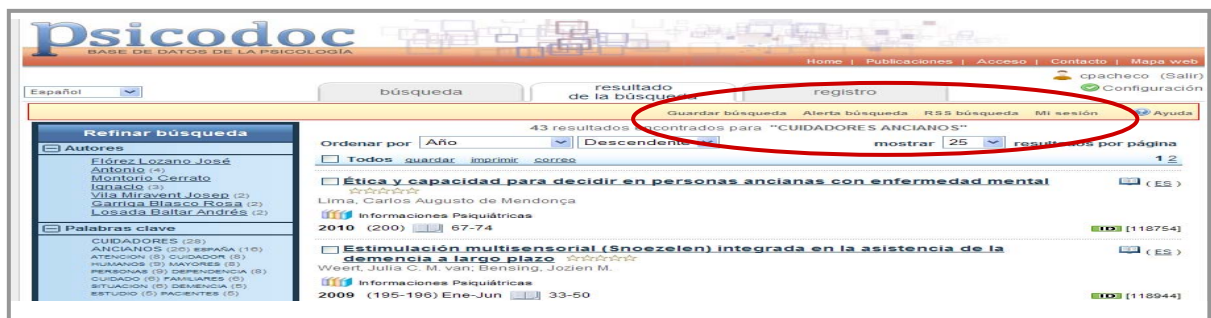 Psicodoc
BASE DE DATOS DE LA PSICOLOGÍA
Home | Publicaciones | Acceso | Contacto | Mapa web
cpacheco (Salir)
Español
búsqueda
resultado de la búsqueda
registro
Configuración
Guardar búsqueda Alerta búsqueda RSS búsqueda Mi sesión Ayuda
Refinar búsqueda
Autores
Flórez Lozano José
Antonio (4)
Montorio Cerrato
Ignacio (3)
Vila Miravent Josep (2)
Garriga Blasco Rosa (2)
Losada Baltar Andrés (2)
Palabras clave
CUIDADORES (28)
ANCIANOS (26) ESPAÑA (16)
ATENCION (8) CUIDADOR (8)
HUMANOS (9) MAYORES (8)
PERSONAS (9) DEPENDENCIA (8)
CUIDADO (6) FAMILIARES (6)
SITUACION (6) DEMENCIA (5)
ESTUDIO (5) PACIENTES (5)
43 resultados encontrados para "CUIDADORES ANCIANOS"
Ordenar por Año Descendente mostrar 25 resultados por página
Todos guardar imprimir correo 1 2
Ética y capacidad para decidir en personas ancianas con enfermedad mental (ES)
Lima, Carlos Augusto de Mendonça
Informaciones Psiquiátricas
2010 (200) 67-74 ID [118754]
Estimulación multisensorial (Snoezelen) integrada en la asistencia de la (ES)
demencia a largo plazo
Weert, Julia C. M. van; Bensing, Jozien M.
Informaciones Psiquiátricas
2009 (195-196) Ene-Jun 33-50 ID [118944]